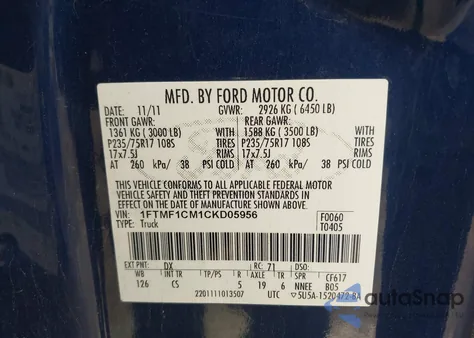 MFD. BY FORD MOTOR CO.
DATE: 11/11 GVWR: 2926 KG ( 6450 LB)
FRONT GAWR: REAR GAWR:
1361 KG ( 3000 LB) WITH 1588 KG ( 3500 LB) WITH
P235/75R17 108S TIRES P235/75R17 108S TIRES
17x7.5J RIMS 17x7.5J RIMS
AT 260 kPa/ 38 PSI COLD AT 260 kPa/ 38 PSI COLD
THIS VEHICLE CONFORMS TO ALL APPLICABLE FEDERAL MOTOR
VEHICLE SAFETY AND THEFT PREVENTION STANDARDS IN EFFECT ON
THE DATE OF MANUFACTURE SHOWN ABOVE.
VIN: 1FTMF1CM1CKD05956 F0060
TYPE: Truck T0405
EXT PNT: DX RC: 71 CF617
WB INT TR TP/PS R AXLE TR SPR B05
126 CS 5 19 6 NNEE
2201111013507 UTC 5U5A-1520472-BA
autoSnap